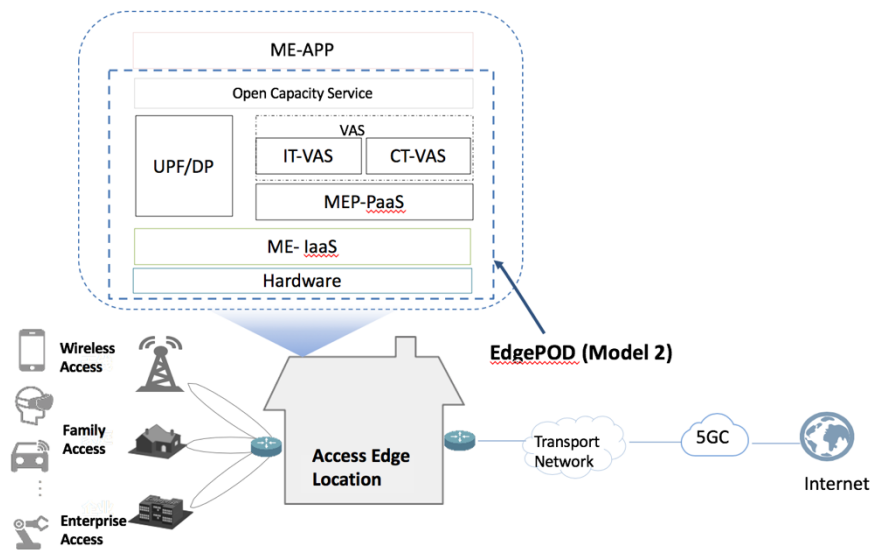 ME-APP
Open Capacity Service
UPF/DP
VAS
IT-VAS
CT-VAS
MEP-PaaS
ME- IaaS
Hardware
EdgePOD (Model 2)
Wireless
Access
Family
Access
Enterprise
Access
Access Edge
Location
Transport
Network
5GC
Internet